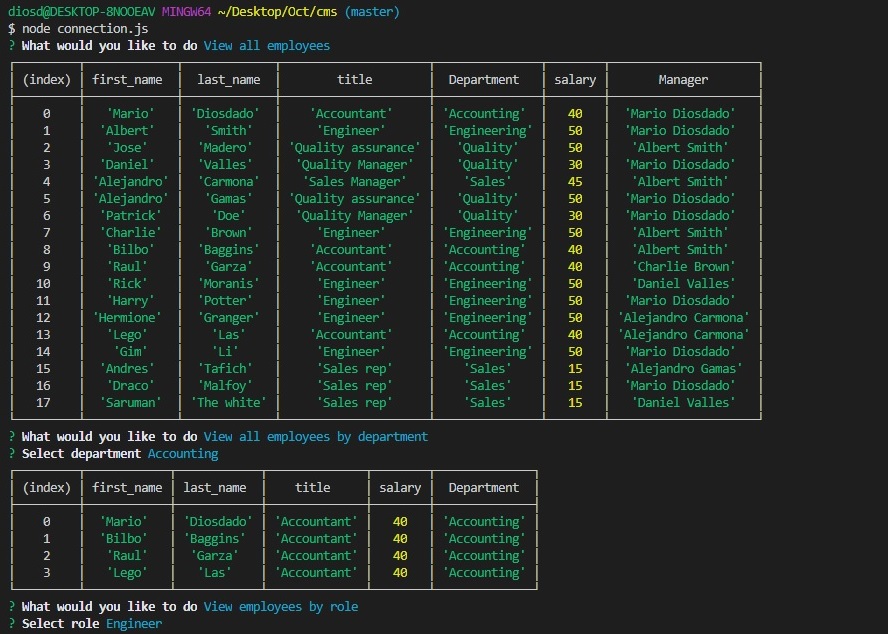 diosd@DESKTOP-8NOOEAV MINGW64 ~/Desktop/Oct/cms (master)
$ node connection.js
? What would you like to do View all employees
(index) first_name last_name title Department salary Manager
0 'Mario' 'Diosdado' 'Accountant' 'Accounting' 40 'Mario Diosdado'
1 'Albert' 'Smith' 'Engineer' 'Engineering' 50 'Mario Diosdado'
2 'Jose' 'Madero' 'Quality assurance' 'Quality' 50 'Albert Smith'
3 'Daniel' 'Valles' 'Quality Manager' 'Quality' 30 'Mario Diosdado'
4 'Alejandro' 'Carmona' 'Sales Manager' 'Sales' 45 'Albert Smith'
5 'Alejandro' 'Gamas' 'Quality assurance' 'Quality' 50 'Mario Diosdado'
6 'Patrick' 'Doe' 'Quality Manager' 'Quality' 30 'Mario Diosdado'
7 'Charlie' 'Brown' 'Engineer' 'Engineering' 50 'Albert Smith'
8 'Bilbo' 'Baggins' 'Accountant' 'Accounting' 40 'Albert Smith'
9 'Raul' 'Garza' 'Accountant' 'Accounting' 40 'Charlie Brown'
10 'Rick' 'Moranis' 'Engineer' 'Engineering' 50 'Daniel Valles'
11 'Harry' 'Potter' 'Engineer' 'Engineering' 50 'Mario Diosdado'
12 'Hermione' 'Granger' 'Engineer' 'Engineering' 50 'Alejandro Carmona'
13 'Lego' 'Las' 'Accountant' 'Accounting' 40 'Alejandro Carmona'
14 'Gim' 'Li' 'Engineer' 'Engineering' 50 'Mario Diosdado'
15 'Andres' 'Tafich' 'Sales rep' 'Sales' 15 'Alejandro Gamas'
16 'Draco' 'Malfoy' 'Sales rep' 'Sales' 15 'Mario Diosdado'
17 'Saruman' 'The white' 'Sales rep' 'Sales' 15 'Daniel Valles'
? What would you like to do View all employees by department
? Select department Accounting
(index) first_name last_name title salary Department
0 'Mario' 'Diosdado' 'Accountant' 40 'Accounting'
1 'Bilbo' 'Baggins' 'Accountant' 40 'Accounting'
2 'Raul' 'Garza' 'Accountant' 40 'Accounting'
3 'Lego' 'Las' 'Accountant' 40 'Accounting'
? What would you like to do View employees by role
? Select role Engineer